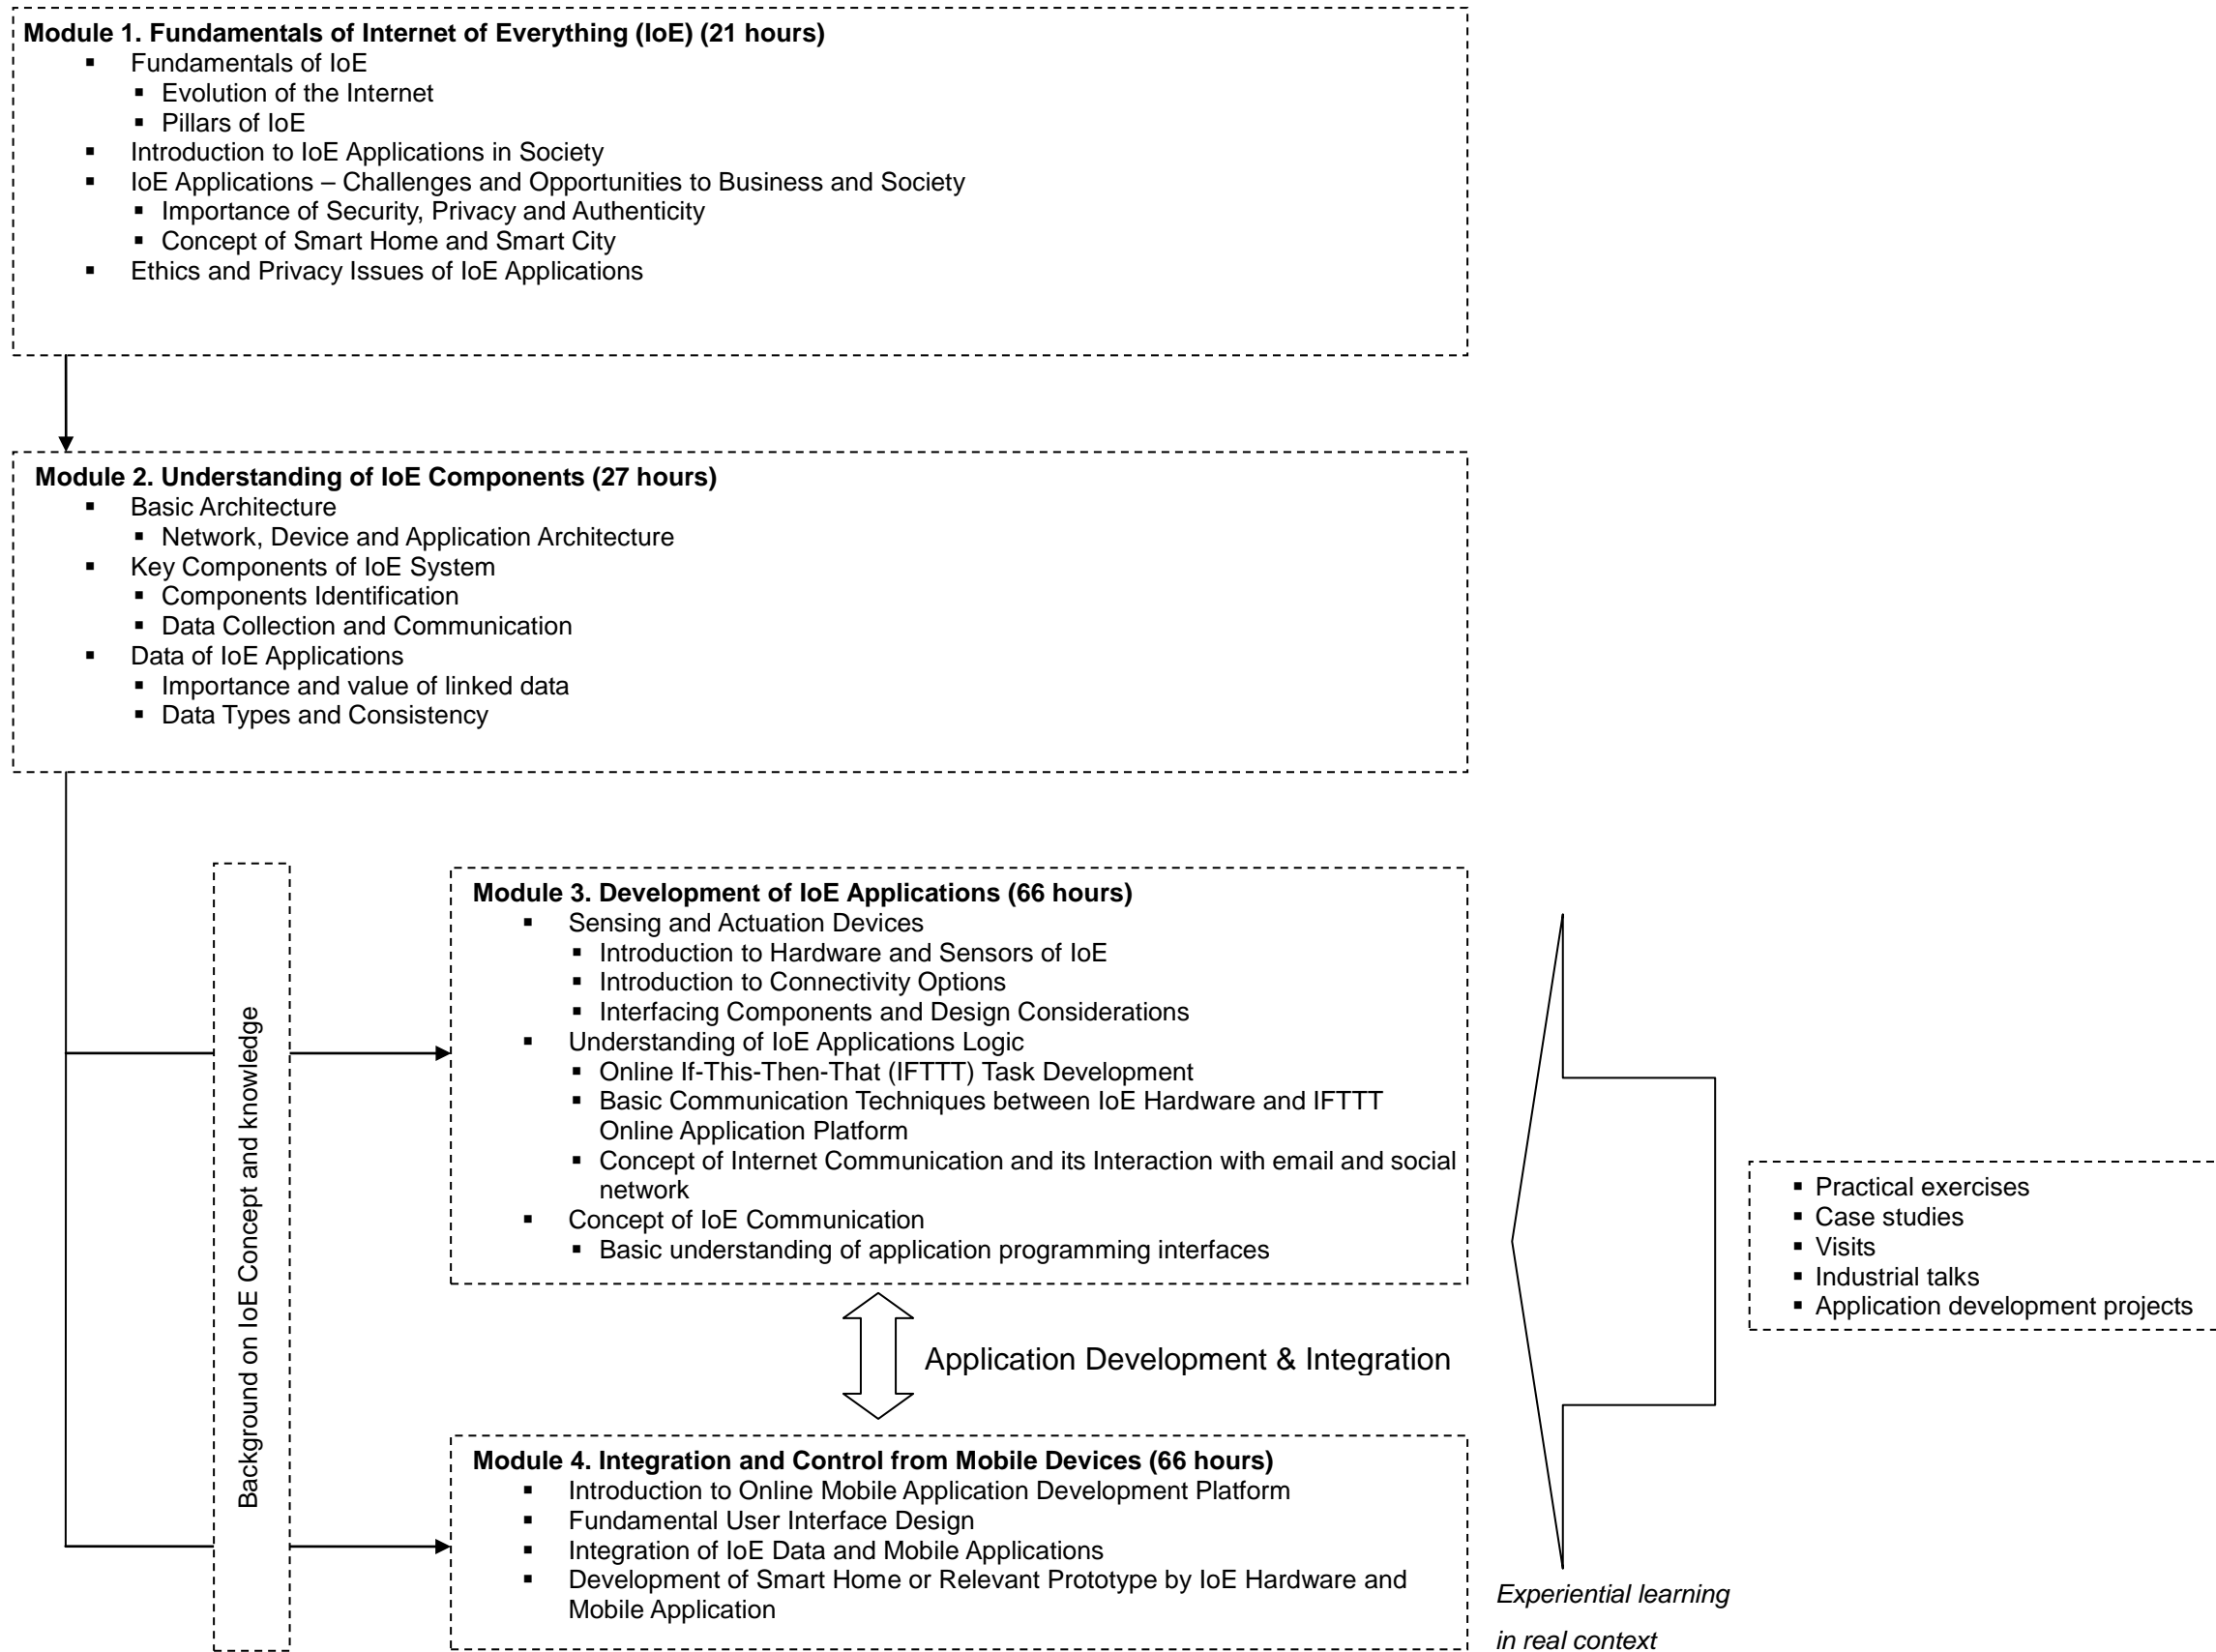 Module 1. Fundamentals of Internet of Everything (IoE) (21 hours)
▪ Fundamentals of IoE
▪ Evolution of the Internet
▪ Pillars of IoE
▪ Introduction to IoE Applications in Society
▪ IoE Applications – Challenges and Opportunities to Business and Society
▪ Importance of Security, Privacy and Authenticity
▪ Concept of Smart Home and Smart City
▪ Ethics and Privacy Issues of IoE Applications
Module 2. Understanding of IoE Components (27 hours)
▪ Basic Architecture
▪ Network, Device and Application Architecture
▪ Key Components of IoE System
▪ Components Identification
▪ Data Collection and Communication
▪ Data of IoE Applications
▪ Importance and value of linked data
▪ Data Types and Consistency
Background on IoE Concept and knowledge
Module 3. Development of IoE Applications (66 hours)
▪ Sensing and Actuation Devices
▪ Introduction to Hardware and Sensors of IoE
▪ Introduction to Connectivity Options
▪ Interfacing Components and Design Considerations
▪ Understanding of IoE Applications Logic
▪ Online If-This-Then-That (IFTTT) Task Development
▪ Basic Communication Techniques between IoE Hardware and IFTTT
Online Application Platform
▪ Concept of Internet Communication and its Interaction with email and social
network
▪ Concept of IoE Communication
▪ Basic understanding of application programming interfaces
Application Development & Integration
Module 4. Integration and Control from Mobile Devices (66 hours)
▪ Introduction to Online Mobile Application Development Platform
▪ Fundamental User Interface Design
▪ Integration of IoE Data and Mobile Applications
▪ Development of Smart Home or Relevant Prototype by IoE Hardware and
Mobile Application
▪ Practical exercises
▪ Case studies
▪ Visits
▪ Industrial talks
▪ Application development projects
Experiential learning
in real context